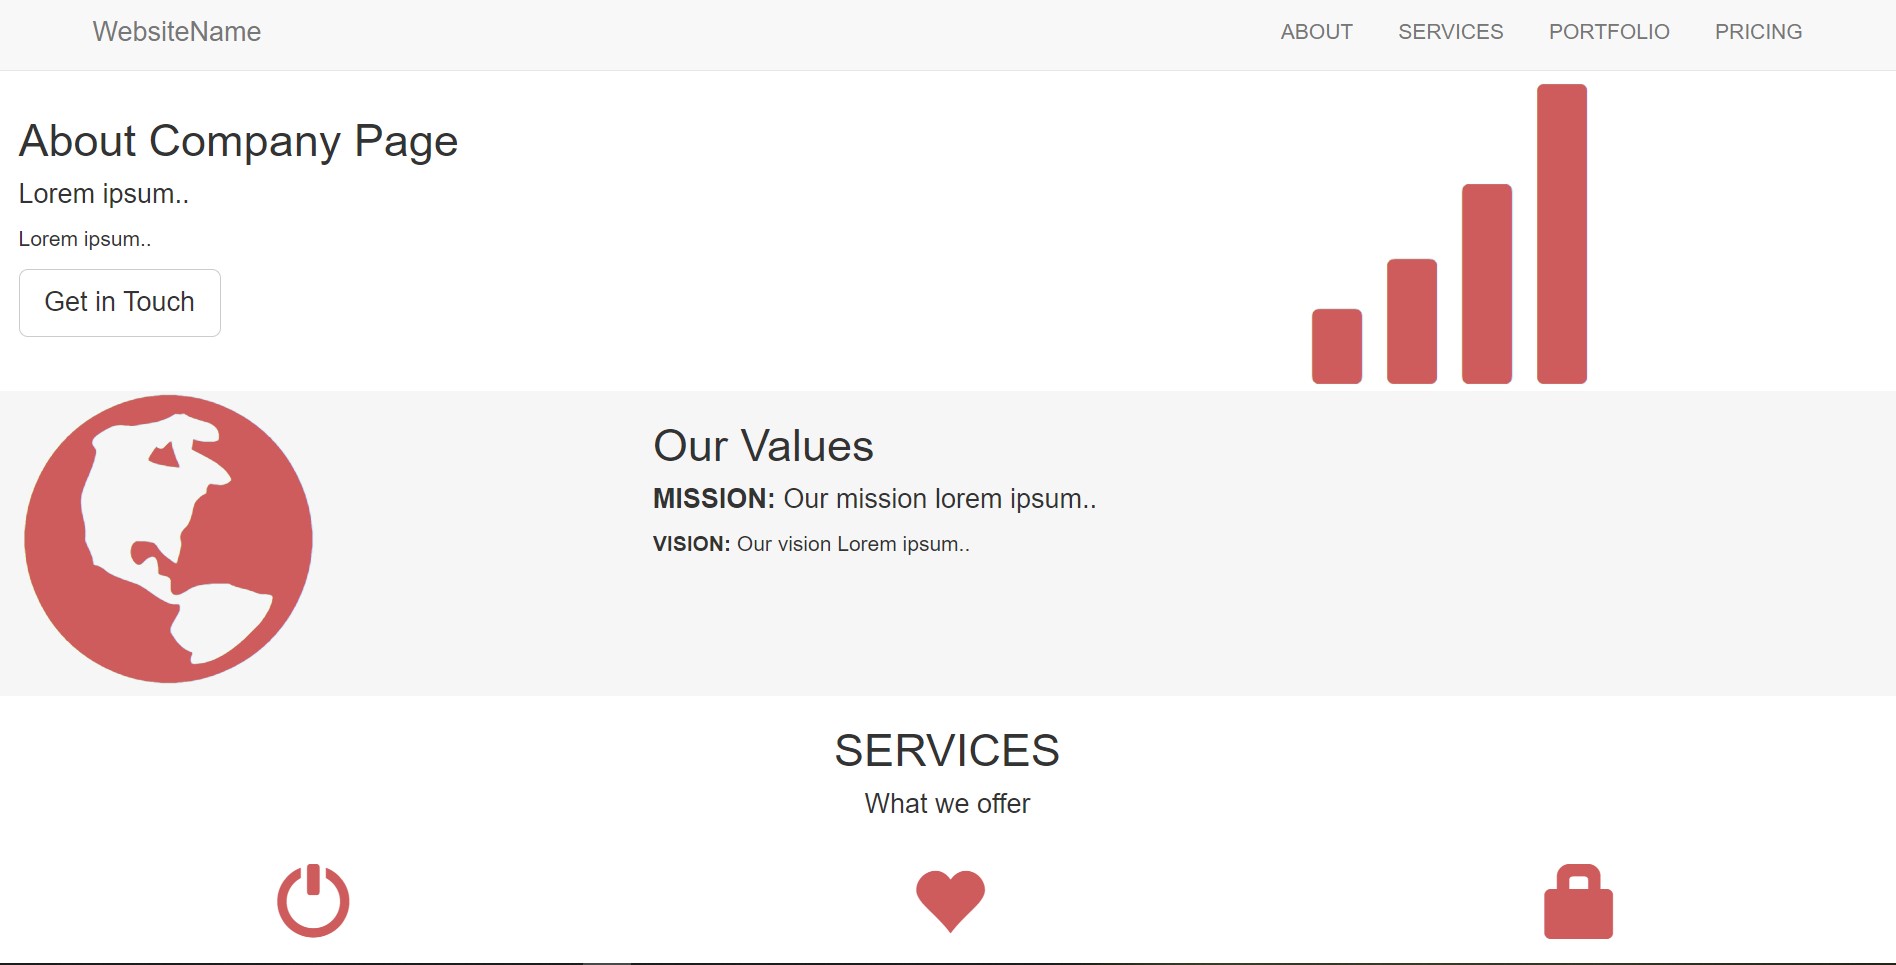 WebsiteName
ABOUT SERVICES PORTFOLIO PRICING
About Company Page
Lorem ipsum..
Lorem ipsum..
Get in Touch
Our Values
MISSION: Our mission lorem ipsum..
VISION: Our vision Lorem ipsum..
SERVICES
What we offer